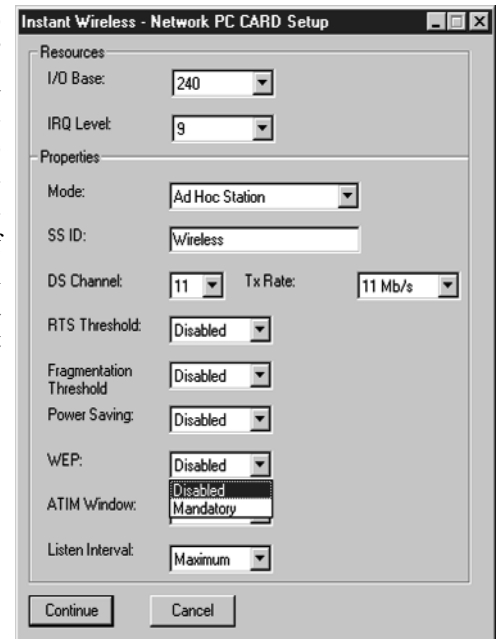 Instant Wireless - Network PC CARD Setup
Resources
I/O Base: 240
IRQ Level: 9
Properties
Mode: Ad Hoc Station
SS ID: Wireless
DS Channel: 11 Tx Rate: 11 Mb/s
RTS Threshold: Disabled
Fragmentation
Threshold Disabled
Power Saving: Disabled
WEP: Disabled
Disabled
Mandatory
ATIM Window:
Listen Interval: Maximum
Continue Cancel